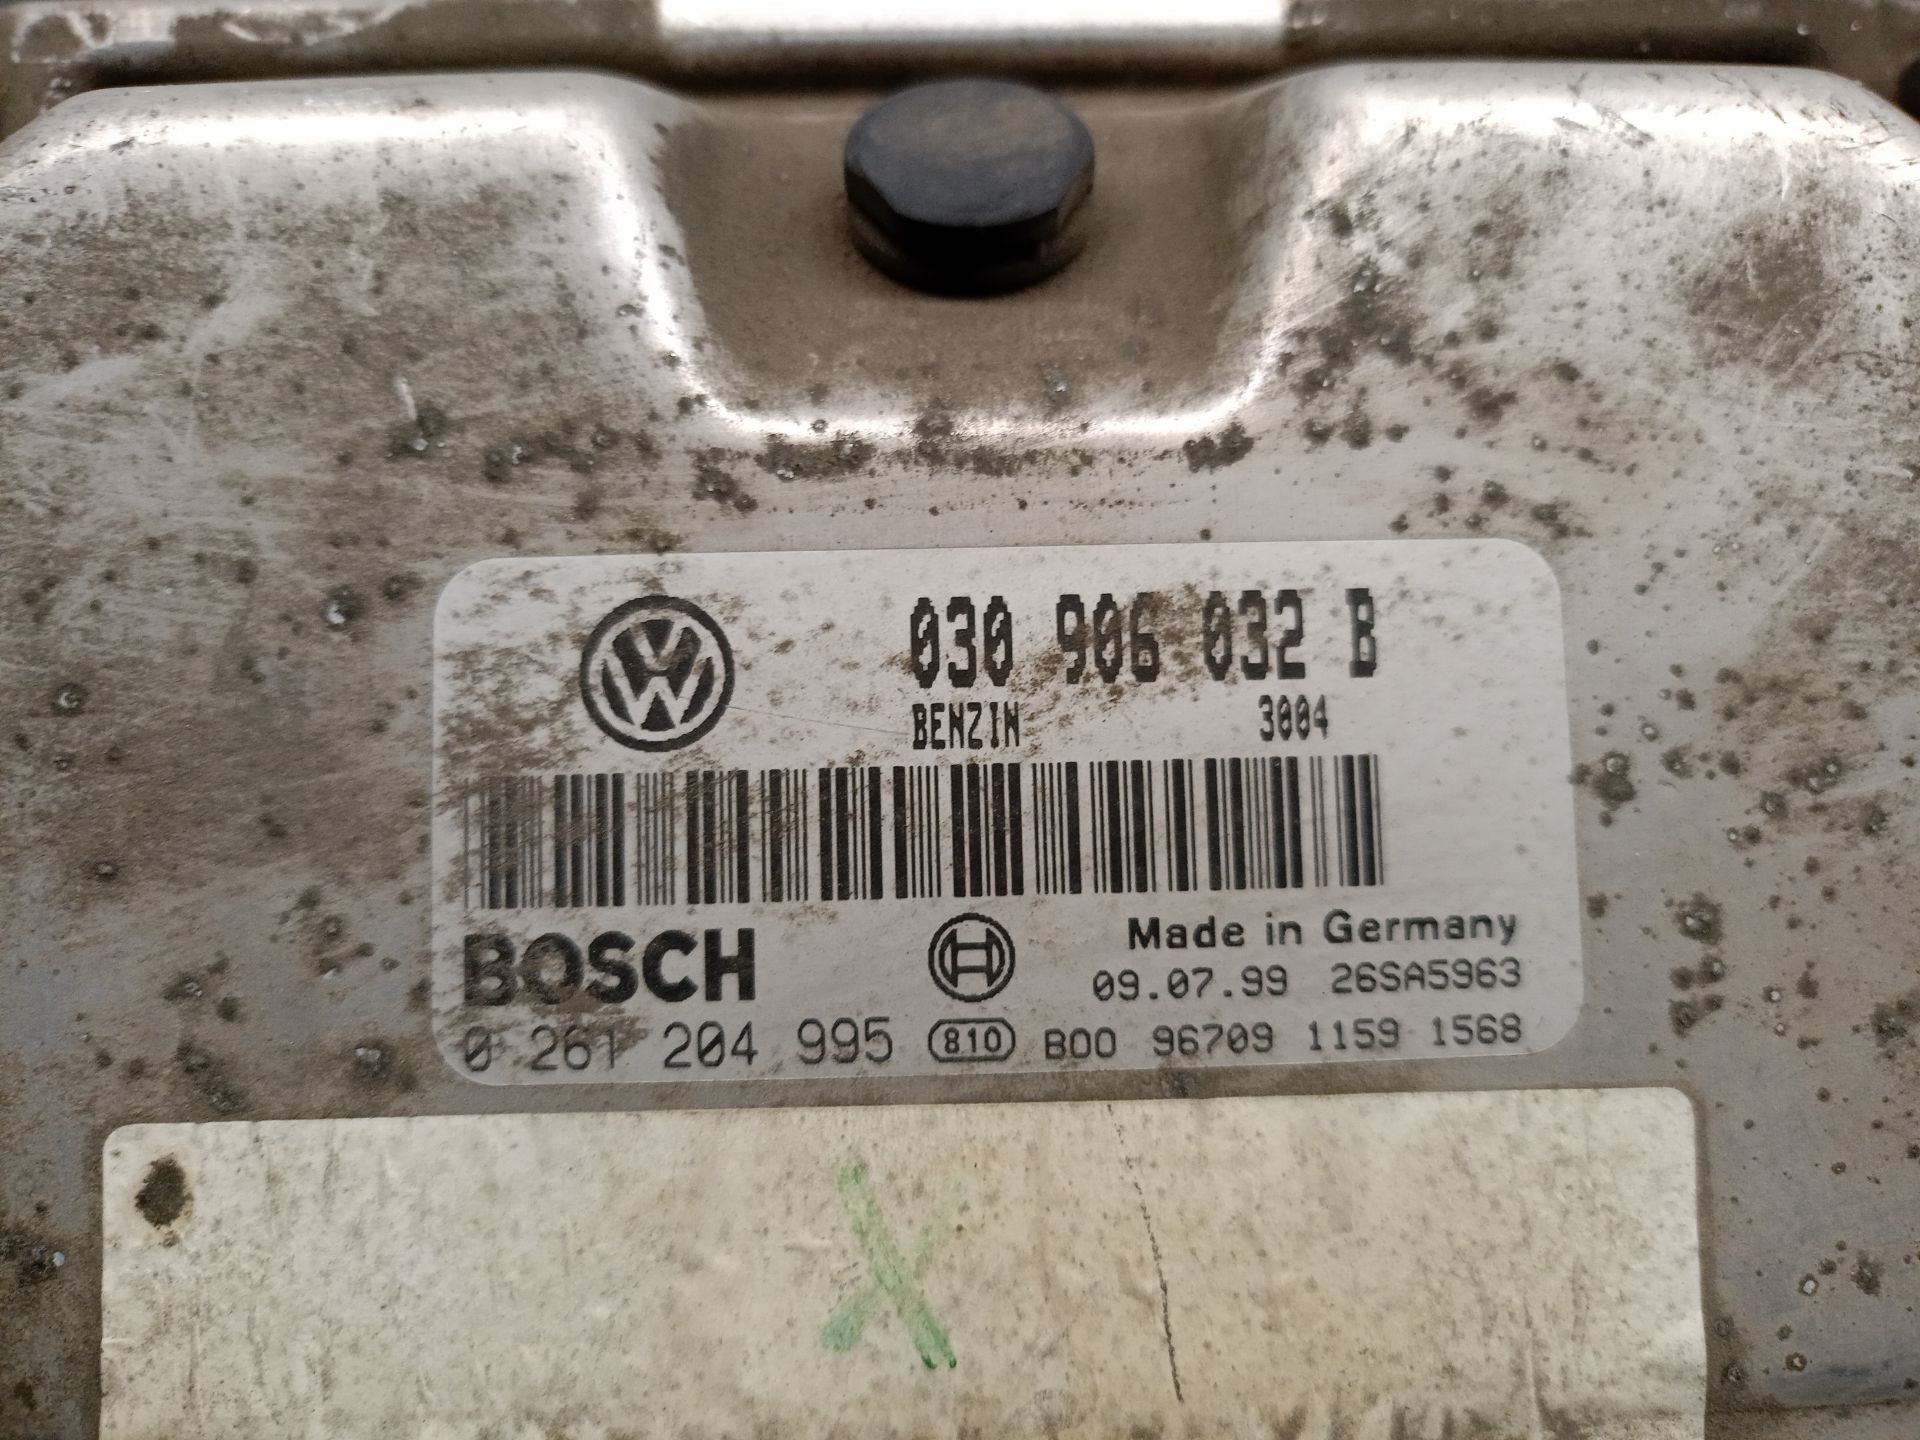 030 906 032 B
BENZIN 3004
BOSCH
Made in Germany
09.07.99 26SA5963
0 261 204 995 810 B00 96709 1159 1568
X